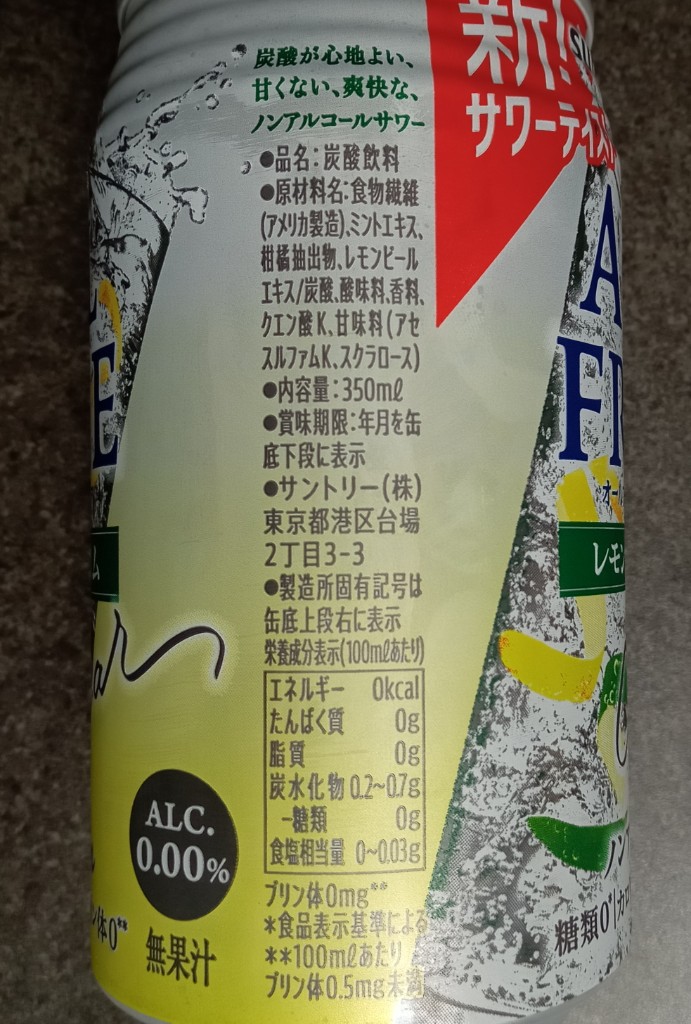 新!
サワーテイス
炭酸が心地よい、
甘くない、爽快な、
ノンアルコールサワー
●品名：炭酸飲料
●原材料名：食物繊維
(アメリカ製造)、ミントエキス、
柑橘抽出物、レモンピール
エキス/炭酸、酸味料、香料、
クエン酸K、甘味料(アセ
スルファムK、スクラロース)
●内容量：350mℓ
●賞味期限：年月を缶
底下段に表示
●サントリー(株)
東京都港区台場
2丁目3-3
●製造所固有記号は
缶底上段右に表示
栄養成分表示(100mℓあたり)
エネルギー 0kcal
たんぱく質 0g
脂質 0g
炭水化物 0.2~0.7g
-糖類 0g
食塩相当量 0~0.03g
プリン体0mg**
*食品表示基準による
**100mℓあたり
プリン体0.5mg未満
ALC.
0.00%
無果汁
リン体0**
ム
A
FR
オー
レモン
ノン
糖類0*